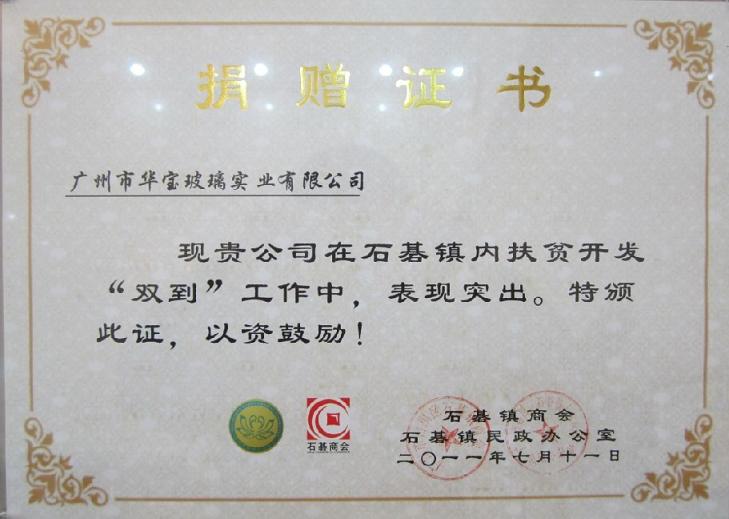 捐赠证书
广州市华宝玻璃实业有限公司
现贵公司在石碁镇内扶贫开发
“双到”工作中，表现突出。特颁
此证，以资鼓励！
石碁商会
石碁镇商会
石碁镇民政办公室
二〇一一年七月十一日